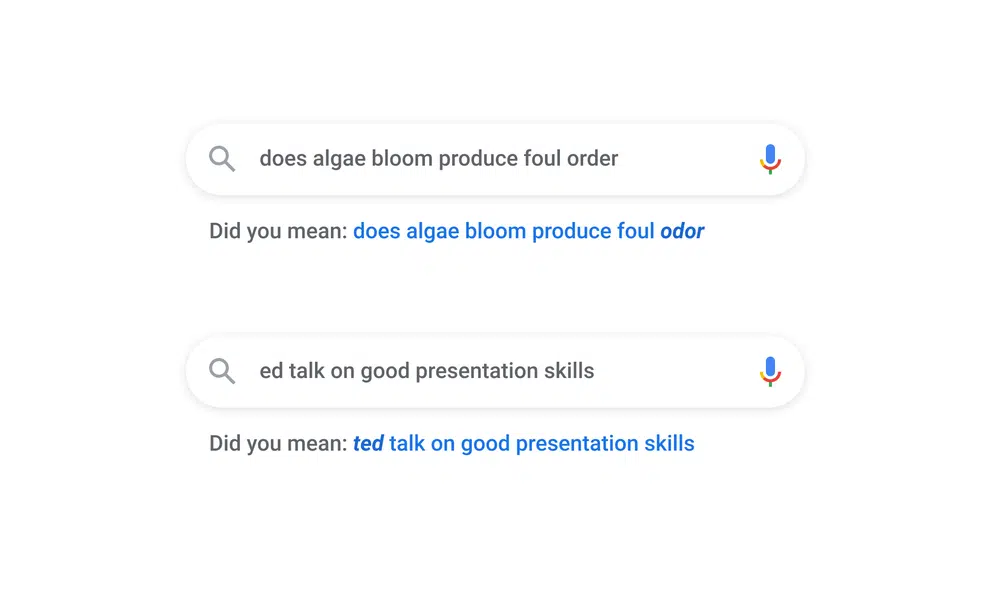 does algae bloom produce foul order
Did you mean: does algae bloom produce foul odor
ed talk on good presentation skills
Did you mean: ted talk on good presentation skills